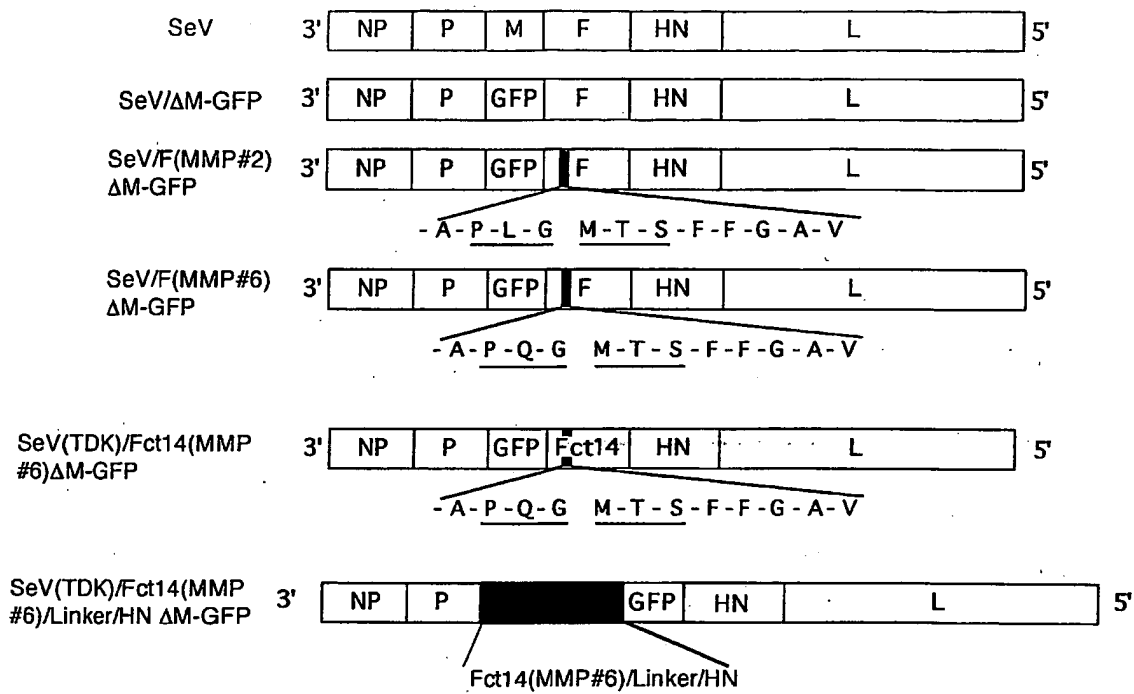 SeV 3' NP P M F HN L 5'
SeV/ΔM-GFP 3' NP P GFP F HN L 5'
SeV/F(MMP#2)
ΔM-GFP 3' NP P GFP F HN L 5'
- A - P - L - G M - T - S - F - F - G - A - V
SeV/F(MMP#6)
ΔM-GFP 3' NP P GFP F HN L 5'
- A - P - Q - G M - T - S - F - F - G - A - V
SeV(TDK)/Fct14(MMP
#6)ΔM-GFP 3' NP P GFP Fct14 HN L 5'
- A - P - Q - G M - T - S - F - F - G - A - V
SeV(TDK)/Fct14(MMP
#6)/Linker/HN ΔM-GFP 3' NP P GFP HN L 5'
Fct14(MMP#6)/Linker/HN